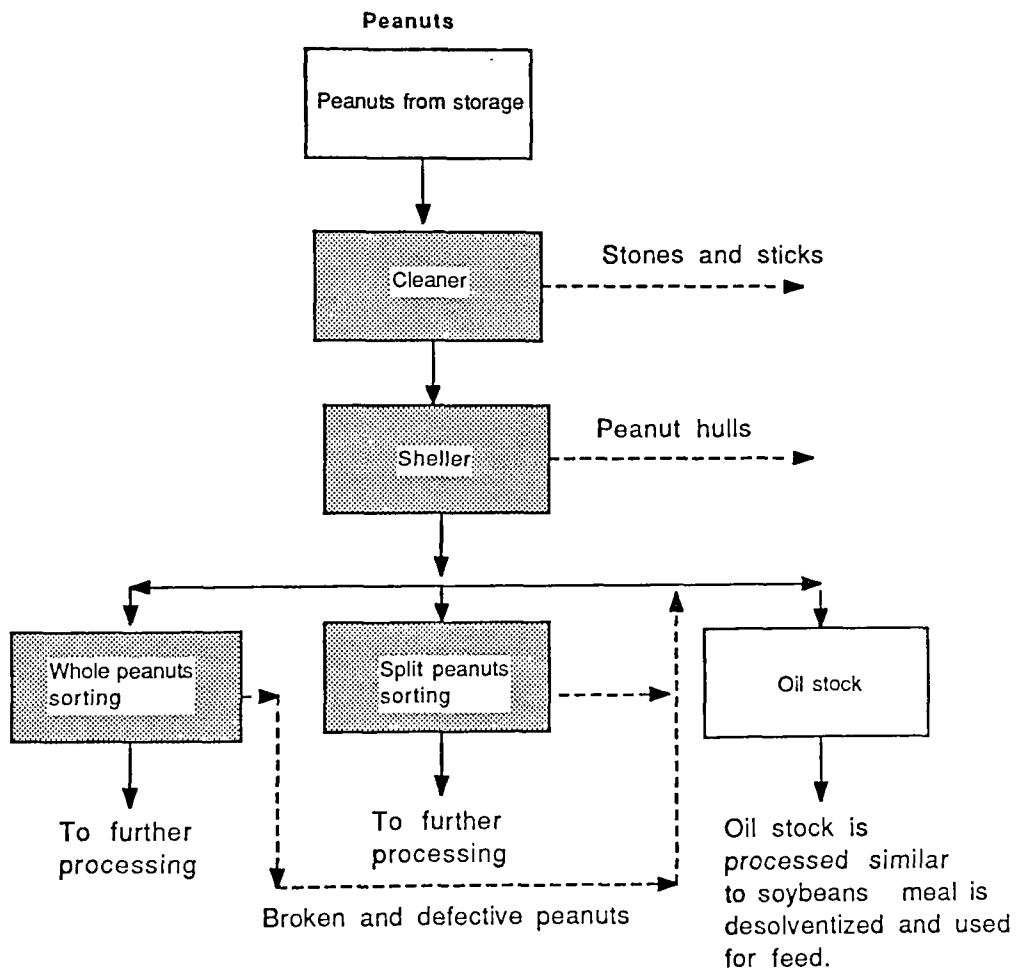 Peanuts
Peanuts from storage
Cleaner
Stones and sticks
Sheller
Peanut hulls
Whole peanuts
sorting
Split peanuts
sorting
Oil stock
To further
processing
To further
processing
Oil stock is
processed similar
to soybeans meal is
desolventized and used
for feed.
Broken and defective peanuts